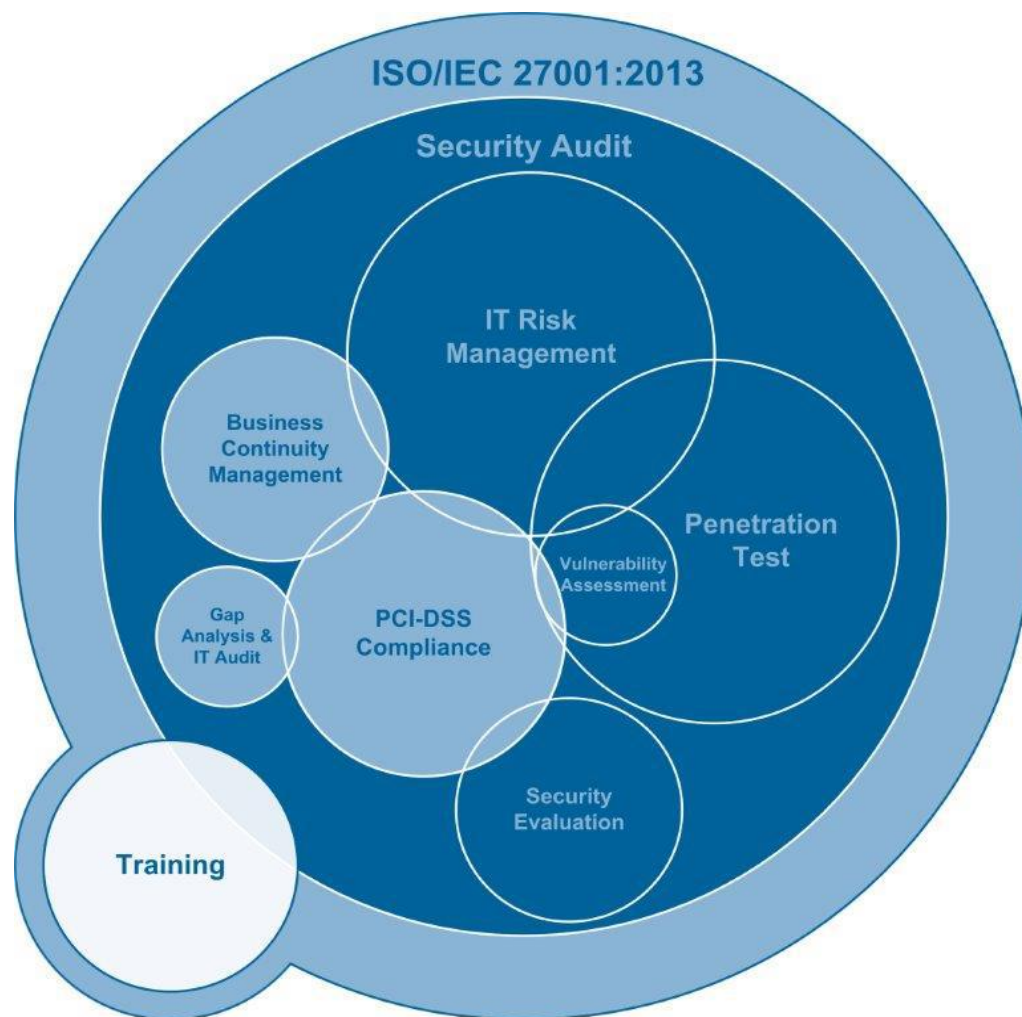 ISO/IEC 27001:2013
Security Audit
IT Risk
Management
Business
Continuity
Management
Penetration
Test
Vulnerability
Assessment
Gap
Analysis &
IT Audit
PCI-DSS
Compliance
Security
Evaluation
Training